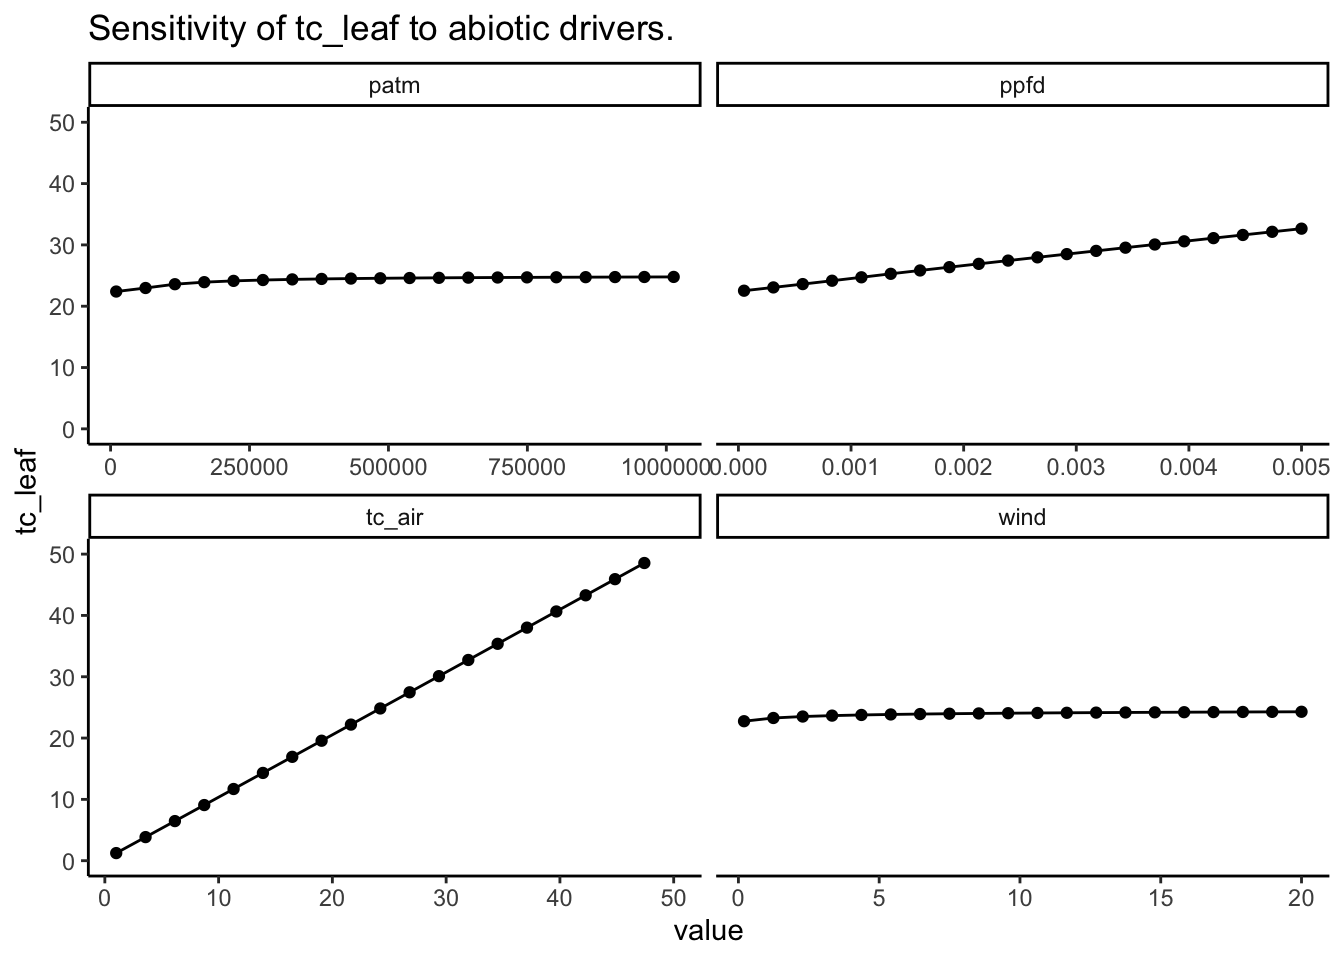 Sensitivity of tc_leaf to abiotic drivers.
patm
ppfd
50
40
30
20
10
0
0 250000 500000 750000 1000000
0.000 0.001 0.002 0.003 0.004 0.005
tc_leaf
tc_air
wind
50
40
30
20
10
0
0 10 20 30 40 50
0 5 10 15 20
value